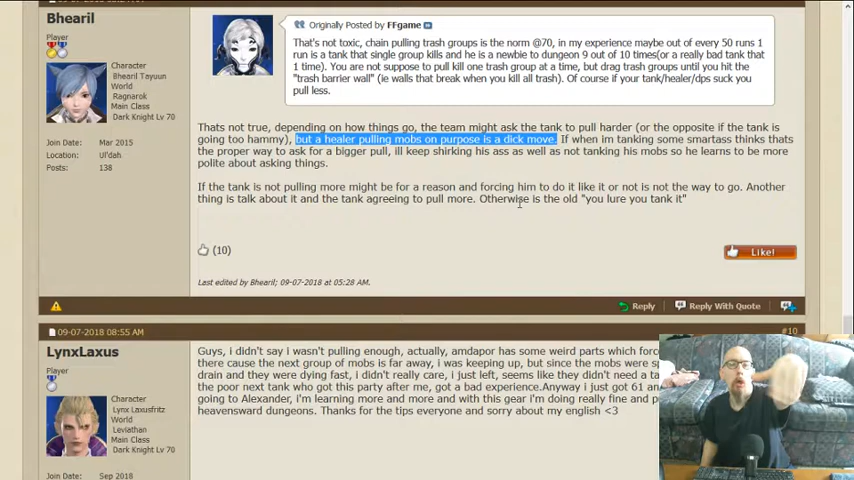 Bhearil
Player
Character
Bhearil Tayuun
World
Ragnarok
Main Class
Dark Knight Lv 70
Join Date: Mar 2015
Location: Ul'dah
Posts: 138
Originally Posted by FFgame
That's not toxic, chain pulling trash groups is the norm @70, in my experience maybe out of every 50 runs 1
run is a tank that single group kills and he is a newbie to dungeon 9 out of 10 times(or a really bad tank that
1 time). You are not suppose to pull kill one trash group at a time, but drag trash groups until you hit the
"trash barrier wall" (ie walls that break when you kill all trash). Of course if your tank/healer/dps suck you
pull less.
Thats not true, depending on how things go, the team might ask the tank to pull harder (or the opposite if the tank is
going too hammy), but a healer pulling mobs on purpose is a dick move. If when im tanking some smartass thinks thats
the proper way to ask for a bigger pull, ill keep shirking his ass as well as not tanking his mobs so he learns to be more
polite about asking things.
If the tank is not pulling more might be for a reason and forcing him to do it like it or not is not the way to go. Another
thing is talk about it and the tank agreeing to pull more. Otherwise is the old "you lure you tank it"
(10)
Like!
Last edited by Bhearil; 09-07-2018 at 05:28 AM.
Reply
Reply With Quote
09-07-2018 08:55 AM
#10
LynxLaxus
Player
Character
Lynx Laxusfritz
World
Leviathan
Main Class
Dark Knight Lv 70
Join Date: Sep 2018
Guys, i didn't say i wasn't pulling enough, actually, amdapor has some weird parts which forc
there cause the next group of mobs is far away, i was keeping up, but since the mobs were sp
drain and they were dying fast, i didn't really care, i just left, seems like they didn't need a ta
the poor next tank who got this party after me, got a bad experience.Anyway i just got 61 an
going to Alexander, i'm learning more and more and with this gear i'm doing really fine and p
heavensward dungeons. Thanks for the tips everyone and sorry about my english <3